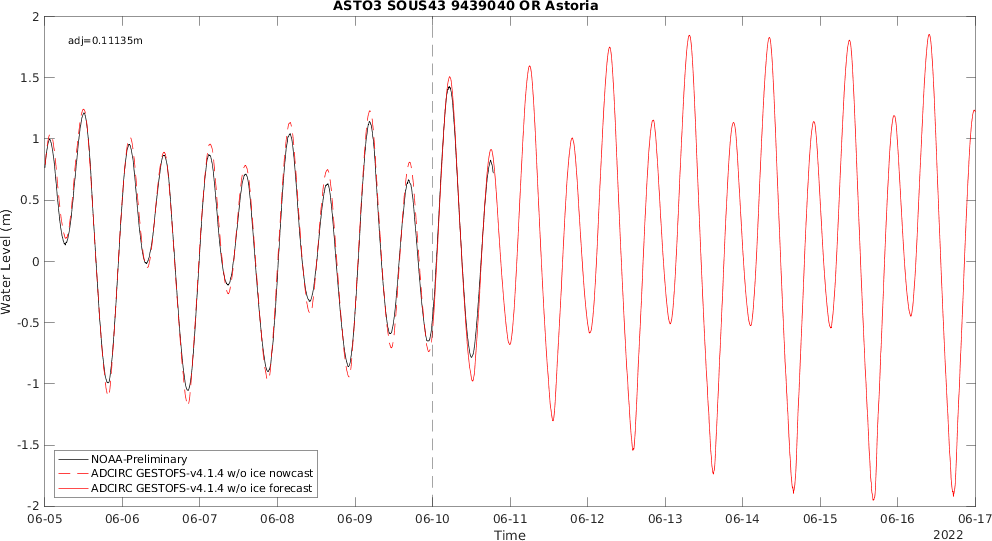 ASTO3 SOUS43 9439040 OR Astoria
adj=0.11135m
2
1.5
1
0.5
0
-0.5
-1
-1.5
-2
Water Level (m)
NOAA-Preliminary
ADCIRC GESTOFS-v4.1.4 w/o ice nowcast
ADCIRC GESTOFS-v4.1.4 w/o ice forecast
06-05 06-06 06-07 06-08 06-09 06-10 06-11 06-12 06-13 06-14 06-15 06-16 06-17
Time
2022